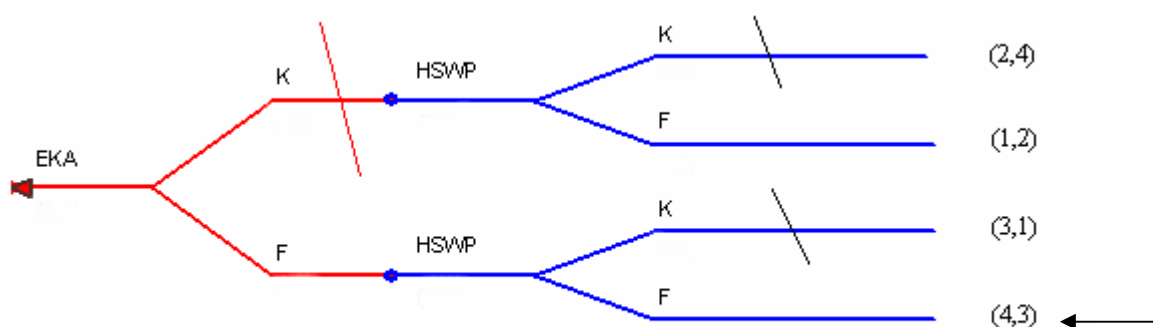 K
(2,4)
K
HSWP
F
(1,2)
EKA
K
(3,1)
F
HSWP
F
(4,3)